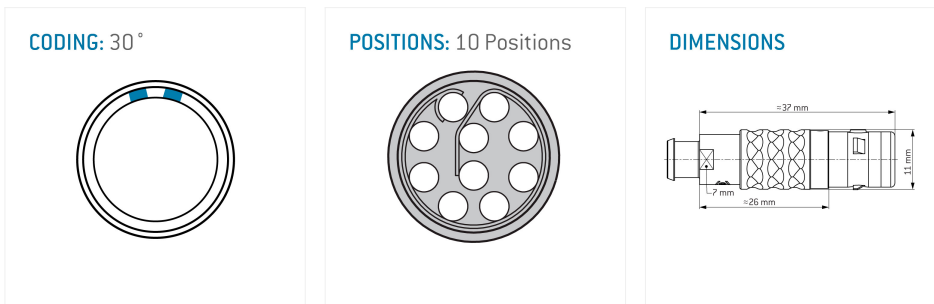 CODING: 30°
POSITIONS: 10 Positions
DIMENSIONS
≈37 mm
11 mm
7 mm
≈26 mm